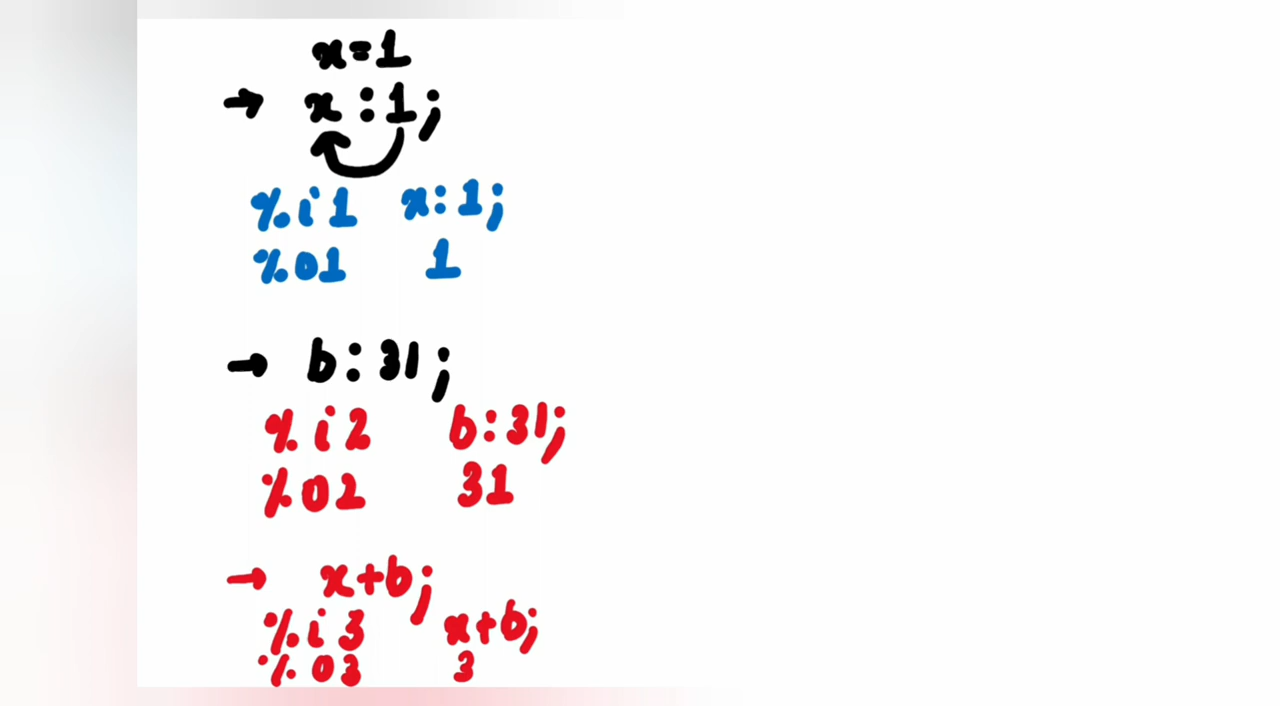 x=1
→ x:1;
%i1 x:1;
%o1 1
→ b:31;
%i2 b:31;
%o2 31
→ x+b;
%i3 x+b;
%o3 3